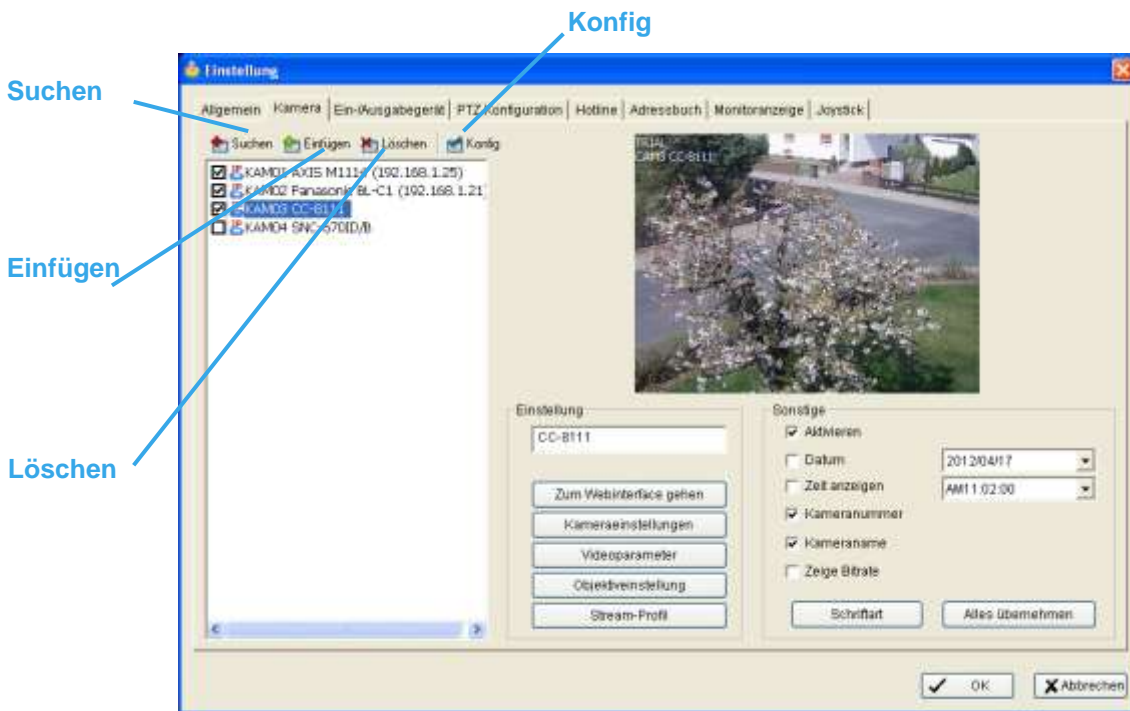 Konfig
Suchen
Einfügen
Löschen
Einstellung
Allgemein Kamera Ein-/Ausgabegerät PTZ Konfiguration Hotline Adressbuch Monitoranzeige Joystick
Suchen Einfügen Löschen Konfig
KAM01 AXIS (192.168.1.25)
KAM02 Panasonic BL-C1 (192.168.1.21)
KAM03 CC-8111
KAM04
CAM3 CC-8111
Einstellung
CC-8111
Zum Webinterface gehen
Kameraeinstellungen
Videoparameter
Objektiveinstellung
Stream-Profil
Sonstige
Aktivieren
Datum 2012/04/17
Zeit anzeigen AM11:02:00
Kameranummer
Kameraname
Zeige Bitrate
Schriftart Alles übernehmen
OK Abbrechen